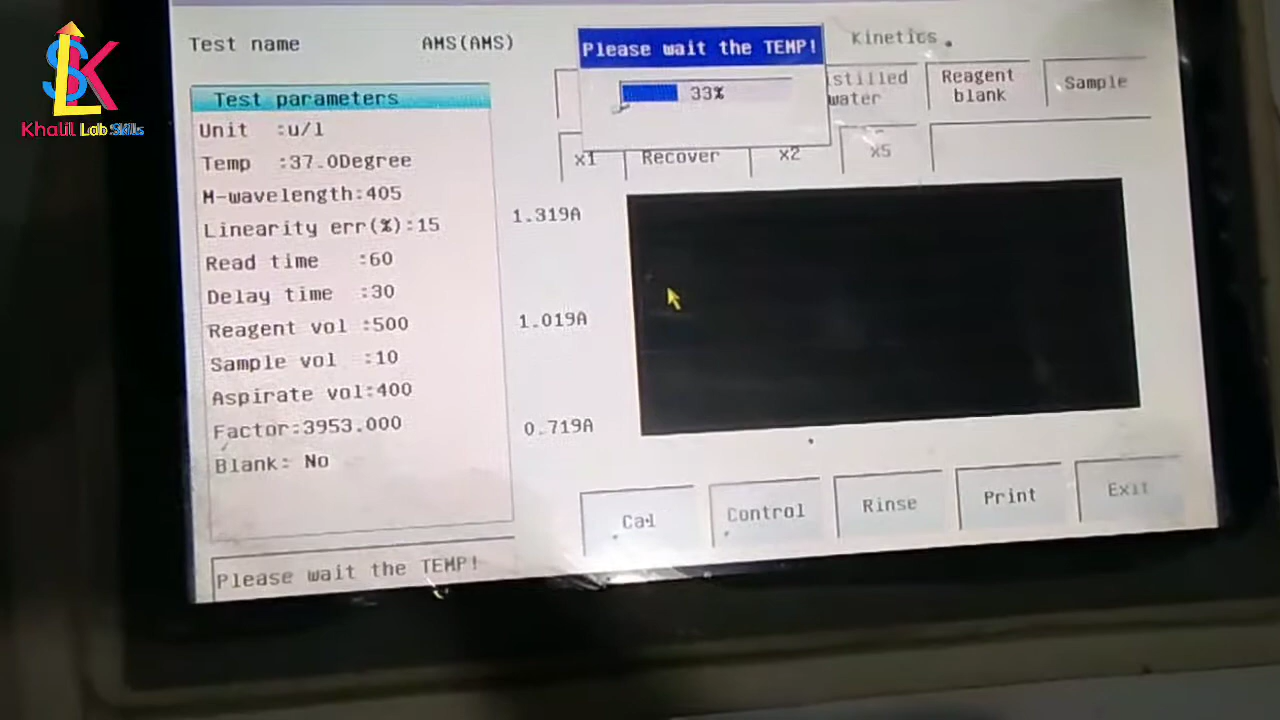 SLK
Khalil Lab Skills
Test name AMS(AMS)
Kinetics
Please wait the TEMP!
33%
stilled
water
Reagent
blank
Sample
x1
Recover
x2
x5
Test parameters
Unit :u/l
Temp :37.0Degree
M-wavelength:405
Linearity err(%):15
Read time :60
Delay time :30
Reagent vol :500
Sample vol :10
Aspirate vol:400
Factor:3953.000
Blank: No
1.319A
1.019A
0.719A
Cal
Control
Rinse
Print
Exit
Please wait the TEMP!